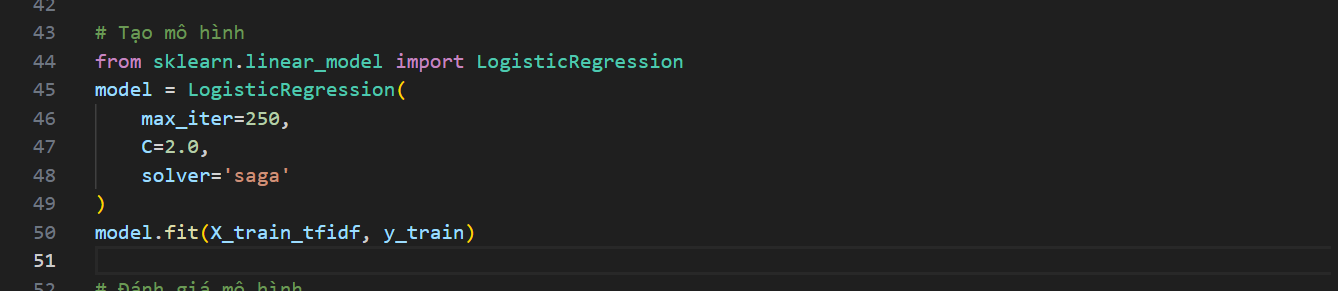 42
43 # Tạo mô hình
44 from sklearn.linear_model import LogisticRegression
45 model = LogisticRegression(
46     max_iter=250,
47     C=2.0,
48     solver='saga'
49 )
50 model.fit(X_train_tfidf, y_train)
51
52 # Đánh giá mô hình